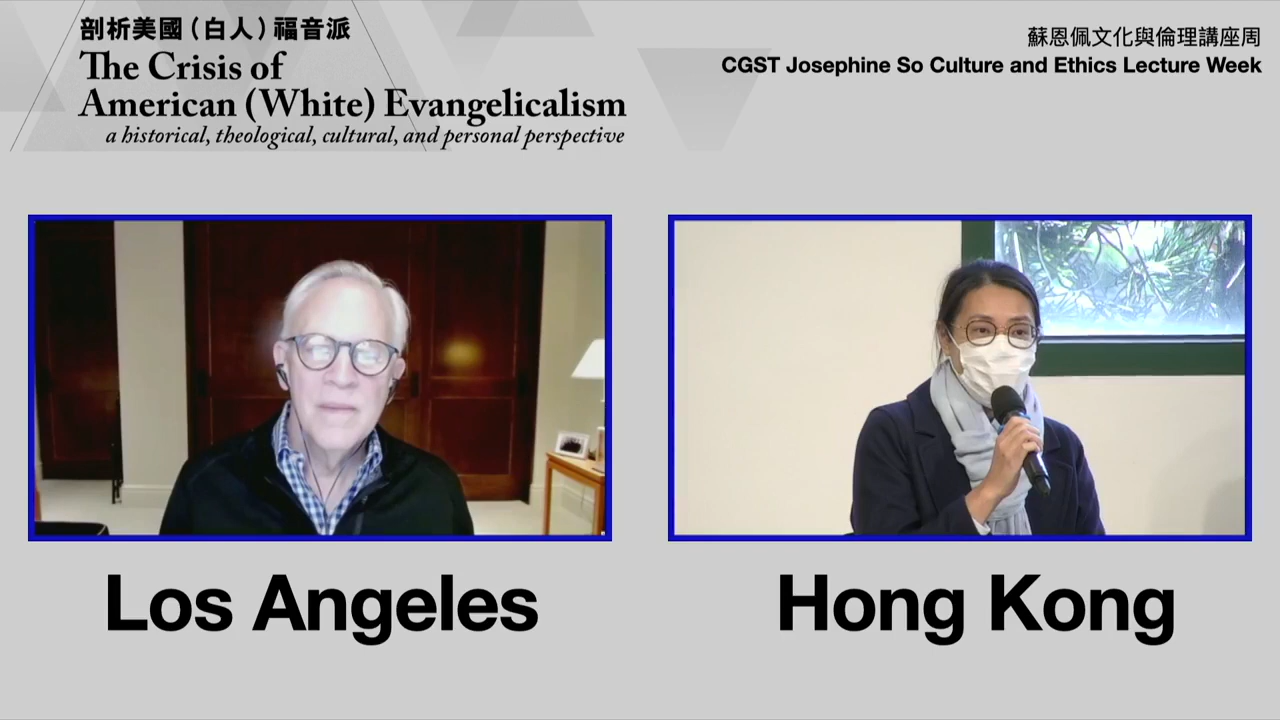 剖析美國（白人）福音派
The Crisis of
American (White) Evangelicalism
a historical, theological, cultural, and personal perspective
蘇恩佩文化與倫理講座周
CGST Josephine So Culture and Ethics Lecture Week
Los Angeles
Hong Kong